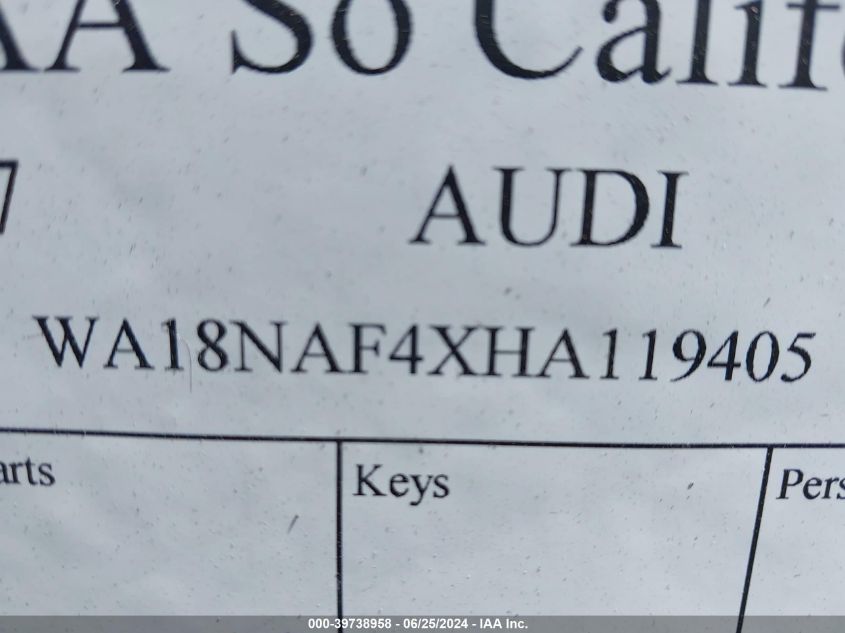 AA So Calif
7 AUDI
WA18NAF4XHA119405
arts Keys Pers
000-39738958 - 06/25/2024 - IAA Inc.